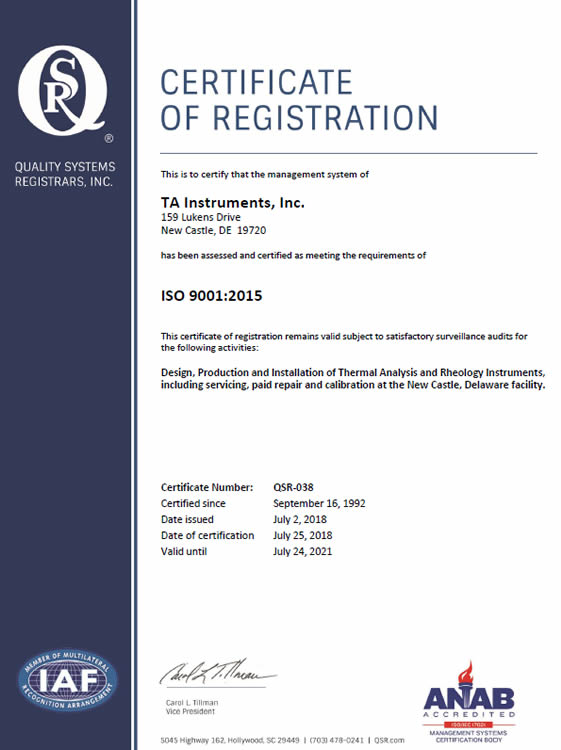 QSR
®
QUALITY SYSTEMS
REGISTRARS, INC.
CERTIFICATE
OF REGISTRATION
This is to certify that the management system of
TA Instruments, Inc.
159 Lukens Drive
New Castle, DE 19720
has been assessed and certified as meeting the requirements of
ISO 9001:2015
This certificate of registration remains valid subject to satisfactory surveillance audits for
the following activities:
Design, Production and Installation of Thermal Analysis and Rheology Instruments,
including servicing, paid repair and calibration at the New Castle, Delaware facility.
Certificate Number: QSR-038
Certified since September 16, 1992
Date issued July 2, 2018
Date of certification July 25, 2018
Valid until July 24, 2021
MEMBER OF MULTILATERAL
IAF
RECOGNITION ARRANGEMENT
Carol L. Tillman
Carol L. Tillman
Vice President
ANAB
ACCREDITED
ISO/IEC 17021
MANAGEMENT SYSTEMS
CERTIFICATION BODY
5045 Highway 162, Hollywood, SC 29449 | (703) 478-0241 | QSR.com